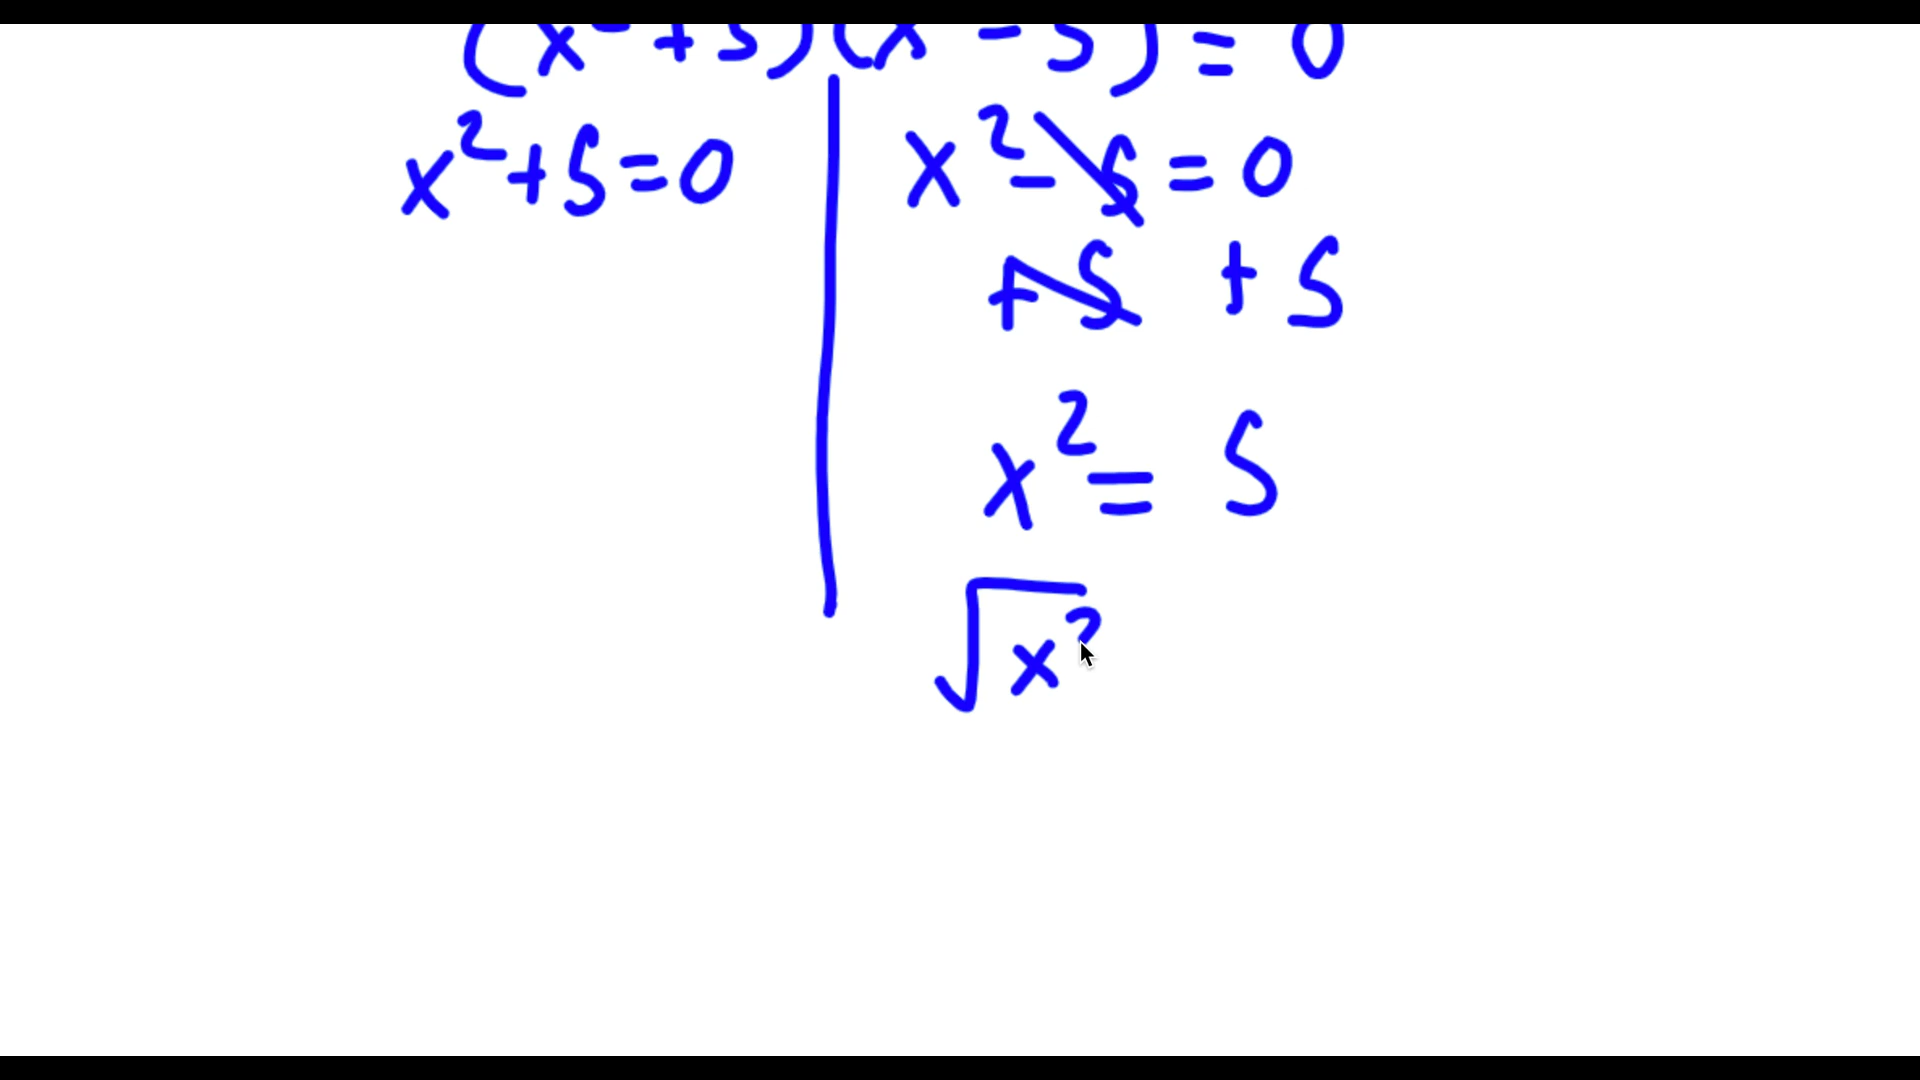 (x²+5)(x²-5)=0
x²+5=0
x²-5=0
+5 +5
x²=5
√x²